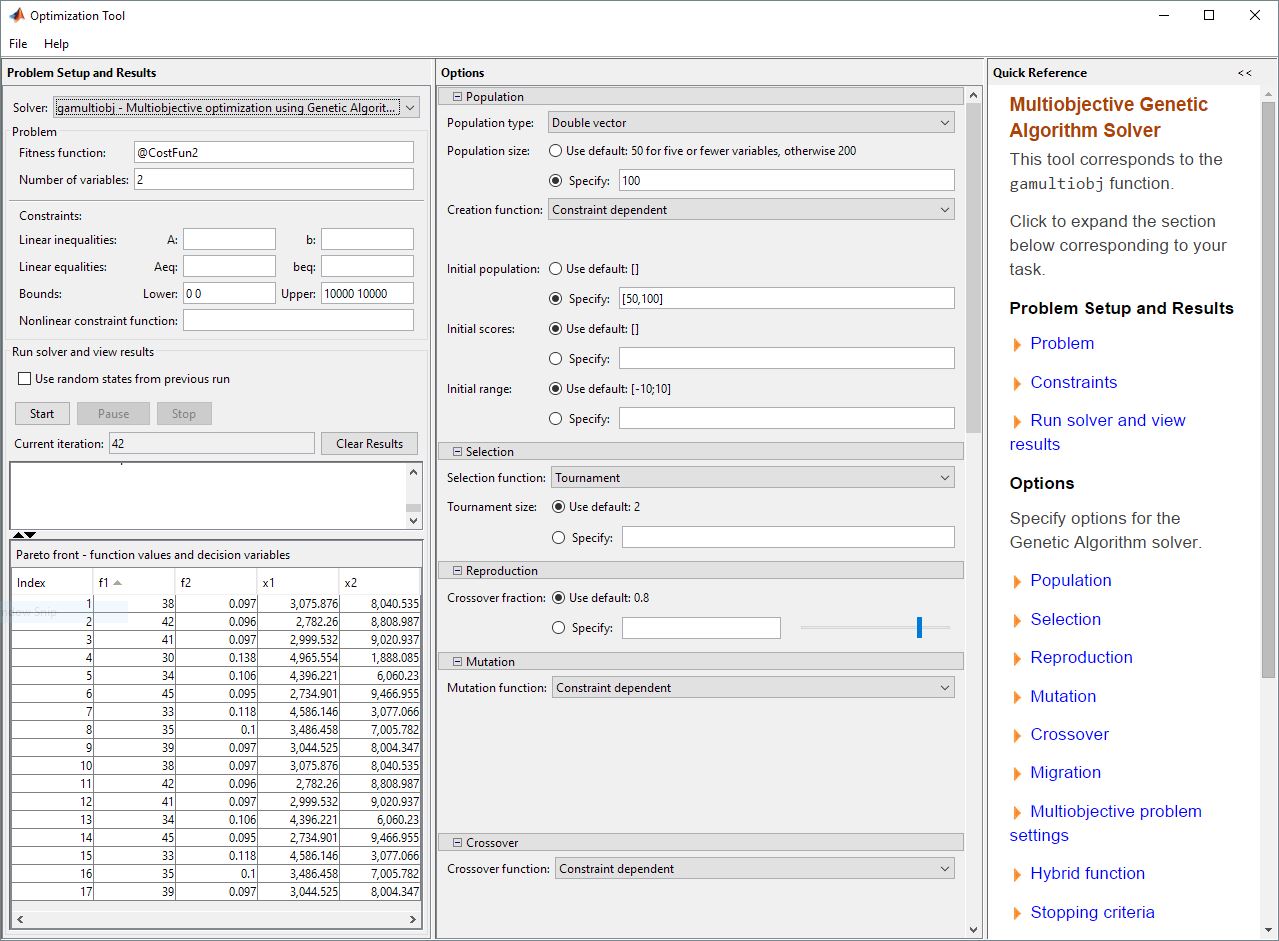 Optimization Tool
File Help
Problem Setup and Results
Solver: gamultiobj - Multiobjective optimization using Genetic Algorit...
Problem
Fitness function: @CostFun2
Number of variables: 2
Constraints:
Linear inequalities: A: b:
Linear equalities: Aeq: beq:
Bounds: Lower: 0 0 Upper: 10000 10000
Nonlinear constraint function:
Run solver and view results
Use random states from previous run
Start Pause Stop
Current iteration: 42 Clear Results
Pareto front - function values and decision variables
Index f1 f2 x1 x2
1 38 0.097 3,075.876 8,040.535
2 42 0.096 2,782.26 8,808.987
3 41 0.097 2,999.532 9,020.937
4 30 0.138 4,965.554 1,888.085
5 34 0.106 4,396.221 6,060.23
6 45 0.095 2,734.901 9,466.955
7 33 0.118 4,586.146 3,077.066
8 35 0.1 3,486.458 7,005.782
9 39 0.097 3,044.525 8,004.347
10 38 0.097 3,075.876 8,040.535
11 42 0.096 2,782.26 8,808.987
12 41 0.097 2,999.532 9,020.937
13 34 0.106 4,396.221 6,060.23
14 45 0.095 2,734.901 9,466.955
15 33 0.118 4,586.146 3,077.066
16 35 0.1 3,486.458 7,005.782
17 39 0.097 3,044.525 8,004.347
Options
Population
Population type: Double vector
Population size: Use default: 50 for five or fewer variables, otherwise 200
Specify: 100
Creation function: Constraint dependent
Initial population: Use default: []
Specify: [50,100]
Initial scores: Use default: []
Specify:
Initial range: Use default: [-10;10]
Specify:
Selection
Selection function: Tournament
Tournament size: Use default: 2
Specify:
Reproduction
Crossover fraction: Use default: 0.8
Specify:
Mutation
Mutation function: Constraint dependent
Crossover
Crossover function: Constraint dependent
Quick Reference <<
Multiobjective Genetic
Algorithm Solver
This tool corresponds to the
gamultiobj function.
Click to expand the section
below corresponding to your
task.
Problem Setup and Results
Problem
Constraints
Run solver and view
results
Options
Specify options for the
Genetic Algorithm solver.
Population
Selection
Reproduction
Mutation
Crossover
Migration
Multiobjective problem
settings
Hybrid function
Stopping criteria